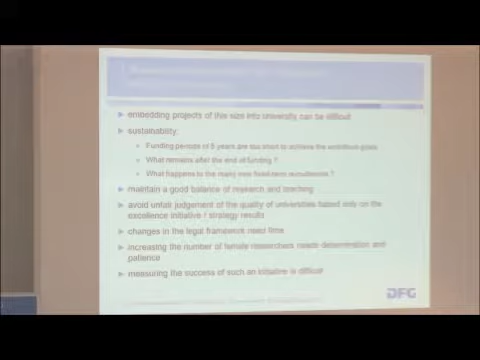 embedding projects of this size into university can be difficult
sustainability:
Funding periods of 5 years are too short to achieve the ambitious goals
What remains after the end of funding ?
What happens to the many new fixed-term recruitments ?
maintain a good balance of research and teaching
avoid unfair judgement of the quality of universities based only on the
excellence initiative / strategy results
changes in the legal framework need time
increasing the number of female researchers needs determination and
patience
measuring the success of such an initiative is difficult
DFG